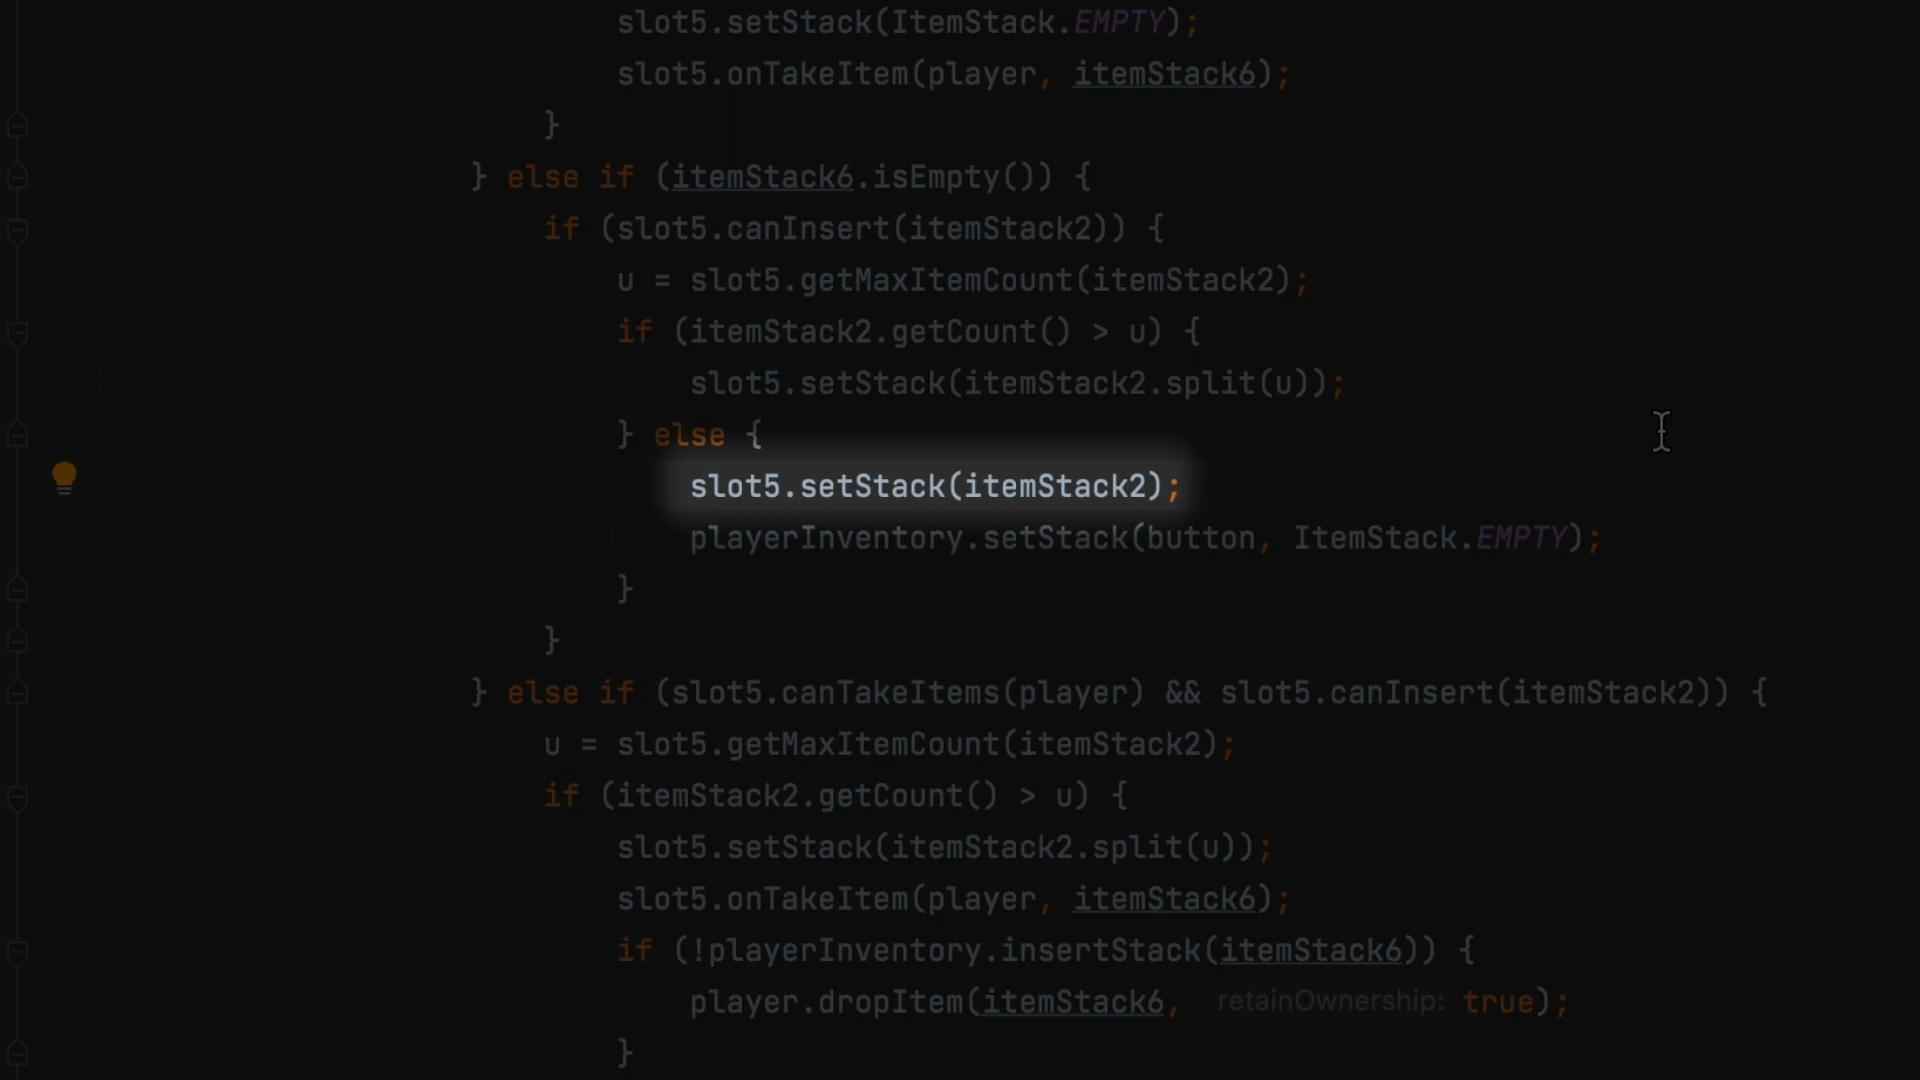 slot5.setStack(ItemStack.EMPTY);
slot5.onTakeItem(player, itemStack6);
}
} else if (itemStack6.isEmpty()) {
if (slot5.canInsert(itemStack2)) {
u = slot5.getMaxItemCount(itemStack2);
if (itemStack2.getCount() > u) {
slot5.setStack(itemStack2.split(u));
} else {
slot5.setStack(itemStack2);
playerInventory.setStack(button, ItemStack.EMPTY);
}
}
} else if (slot5.canTakeItems(player) && slot5.canInsert(itemStack2)) {
u = slot5.getMaxItemCount(itemStack2);
if (itemStack2.getCount() > u) {
slot5.setStack(itemStack2.split(u));
slot5.onTakeItem(player, itemStack6);
if (!playerInventory.insertStack(itemStack6)) {
player.dropItem(itemStack6, retainOwnership: true);
}